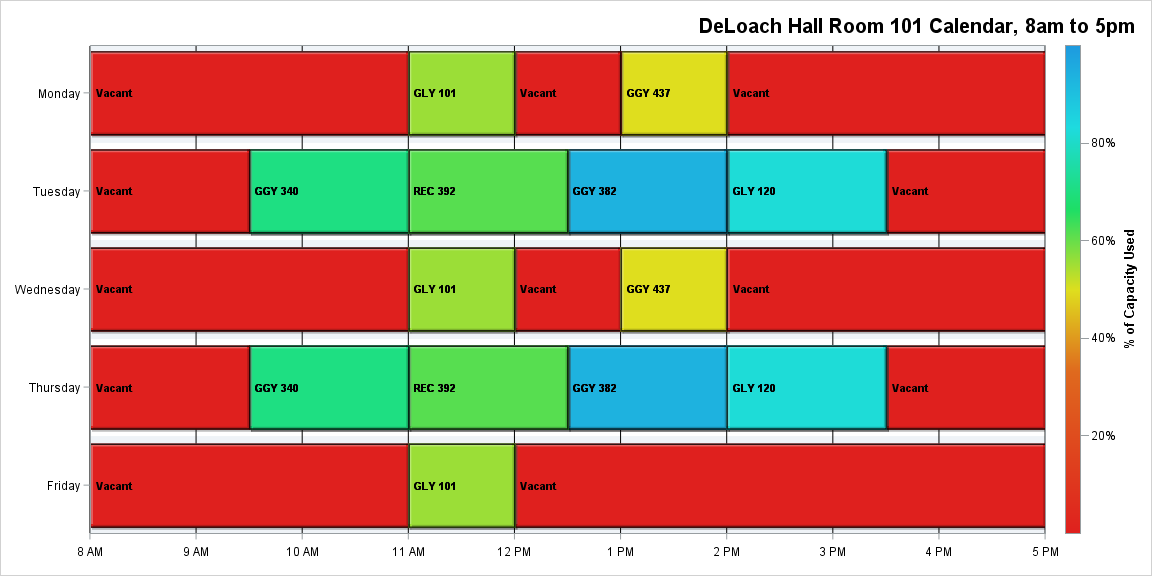 DeLoach Hall Room 101 Calendar, 8am to 5pm
Monday
Vacant
GLY 101
Vacant
GGY 437
Vacant
Tuesday
Vacant
GGY 340
REC 392
GGY 382
GLY 120
Vacant
Wednesday
Vacant
GLY 101
Vacant
GGY 437
Vacant
Thursday
Vacant
GGY 340
REC 392
GGY 382
GLY 120
Vacant
Friday
Vacant
GLY 101
Vacant
8 AM
9 AM
10 AM
11 AM
12 PM
1 PM
2 PM
3 PM
4 PM
5 PM
80%
60%
40%
20%
% of Capacity Used